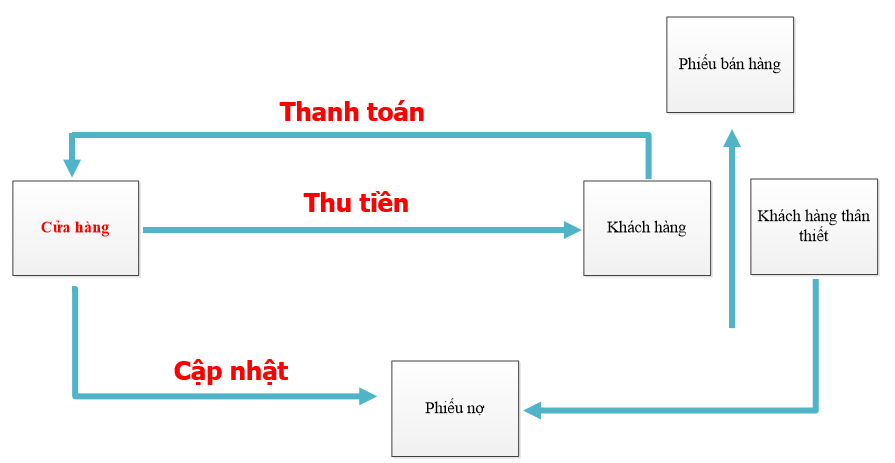 Phiếu bán hàng
Thanh toán
Cửa hàng
Thu tiền
Khách hàng
Khách hàng thân
thiết
Cập nhật
Phiếu nợ